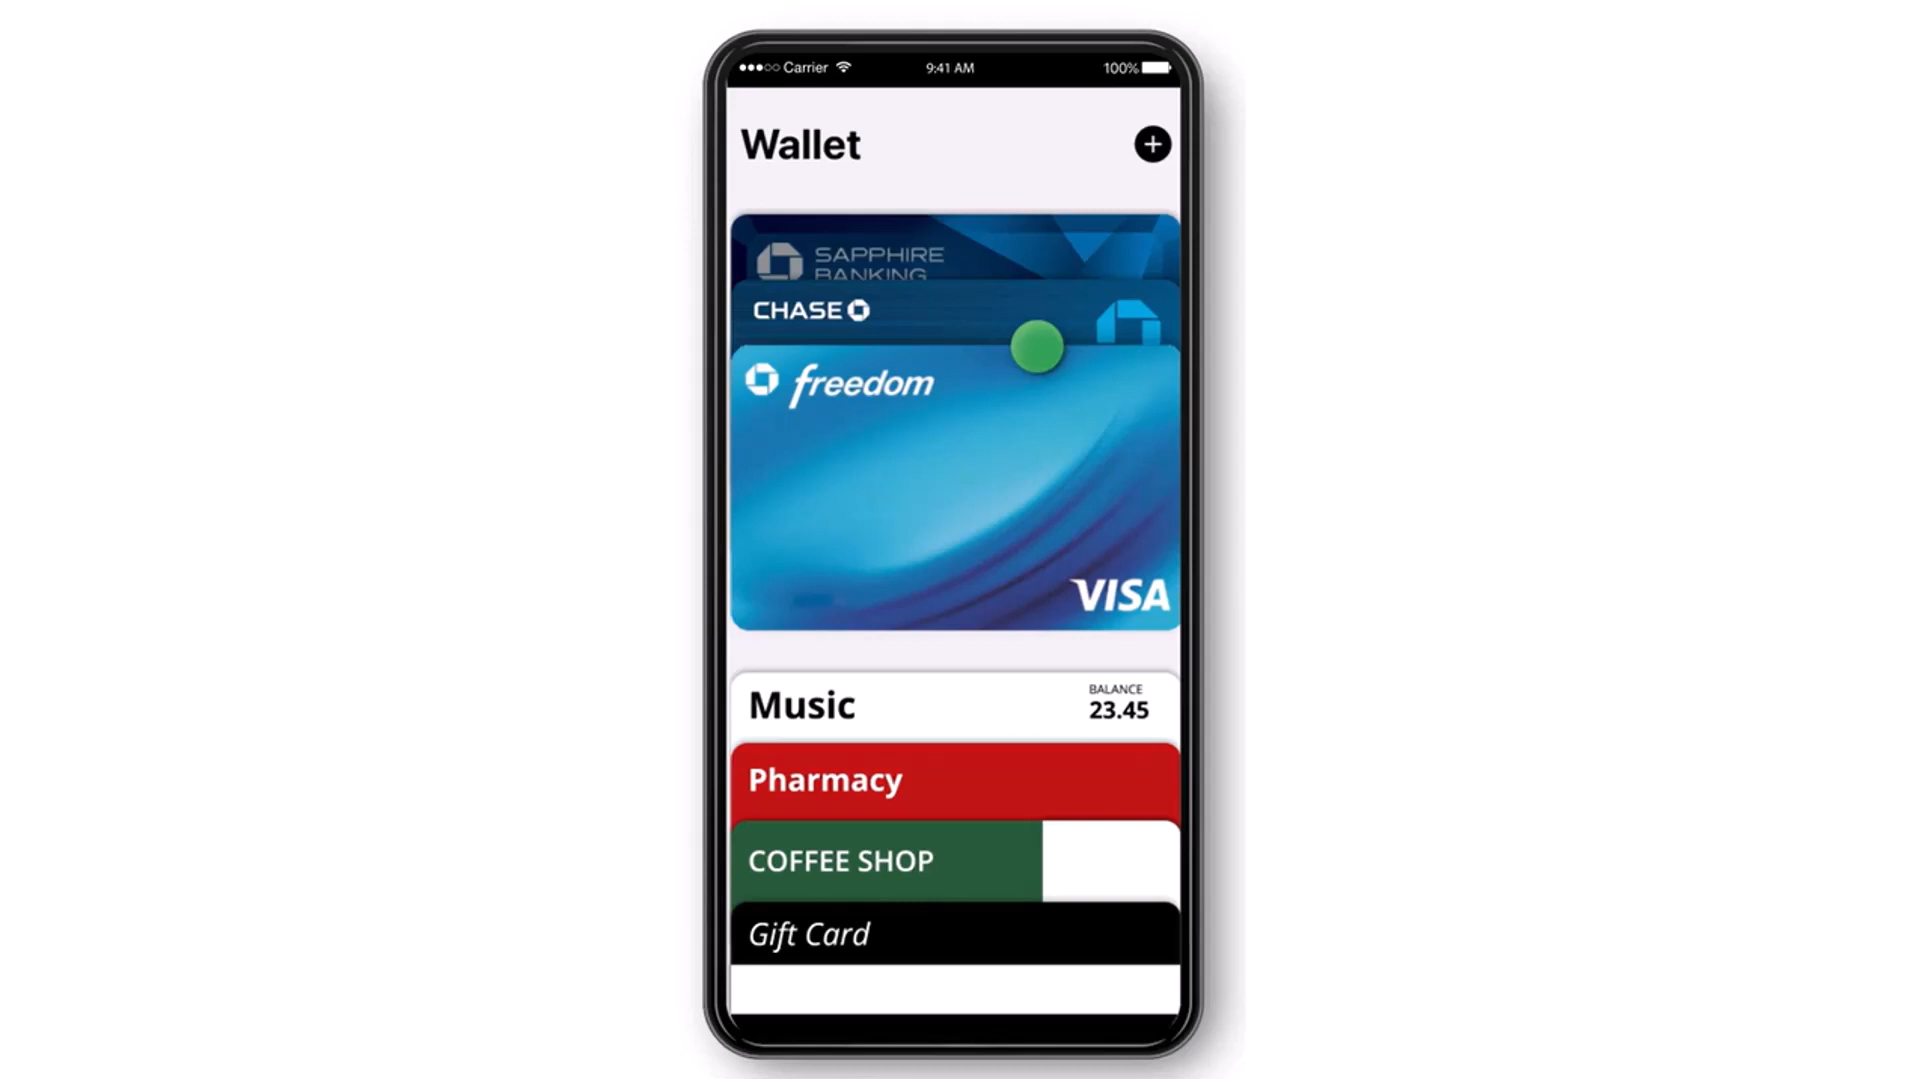 Carrier 9:41 AM 100%
Wallet
SAPPHIRE
BANKING
CHASE
freedom
VISA
Music
BALANCE
23.45
Pharmacy
COFFEE SHOP
Gift Card